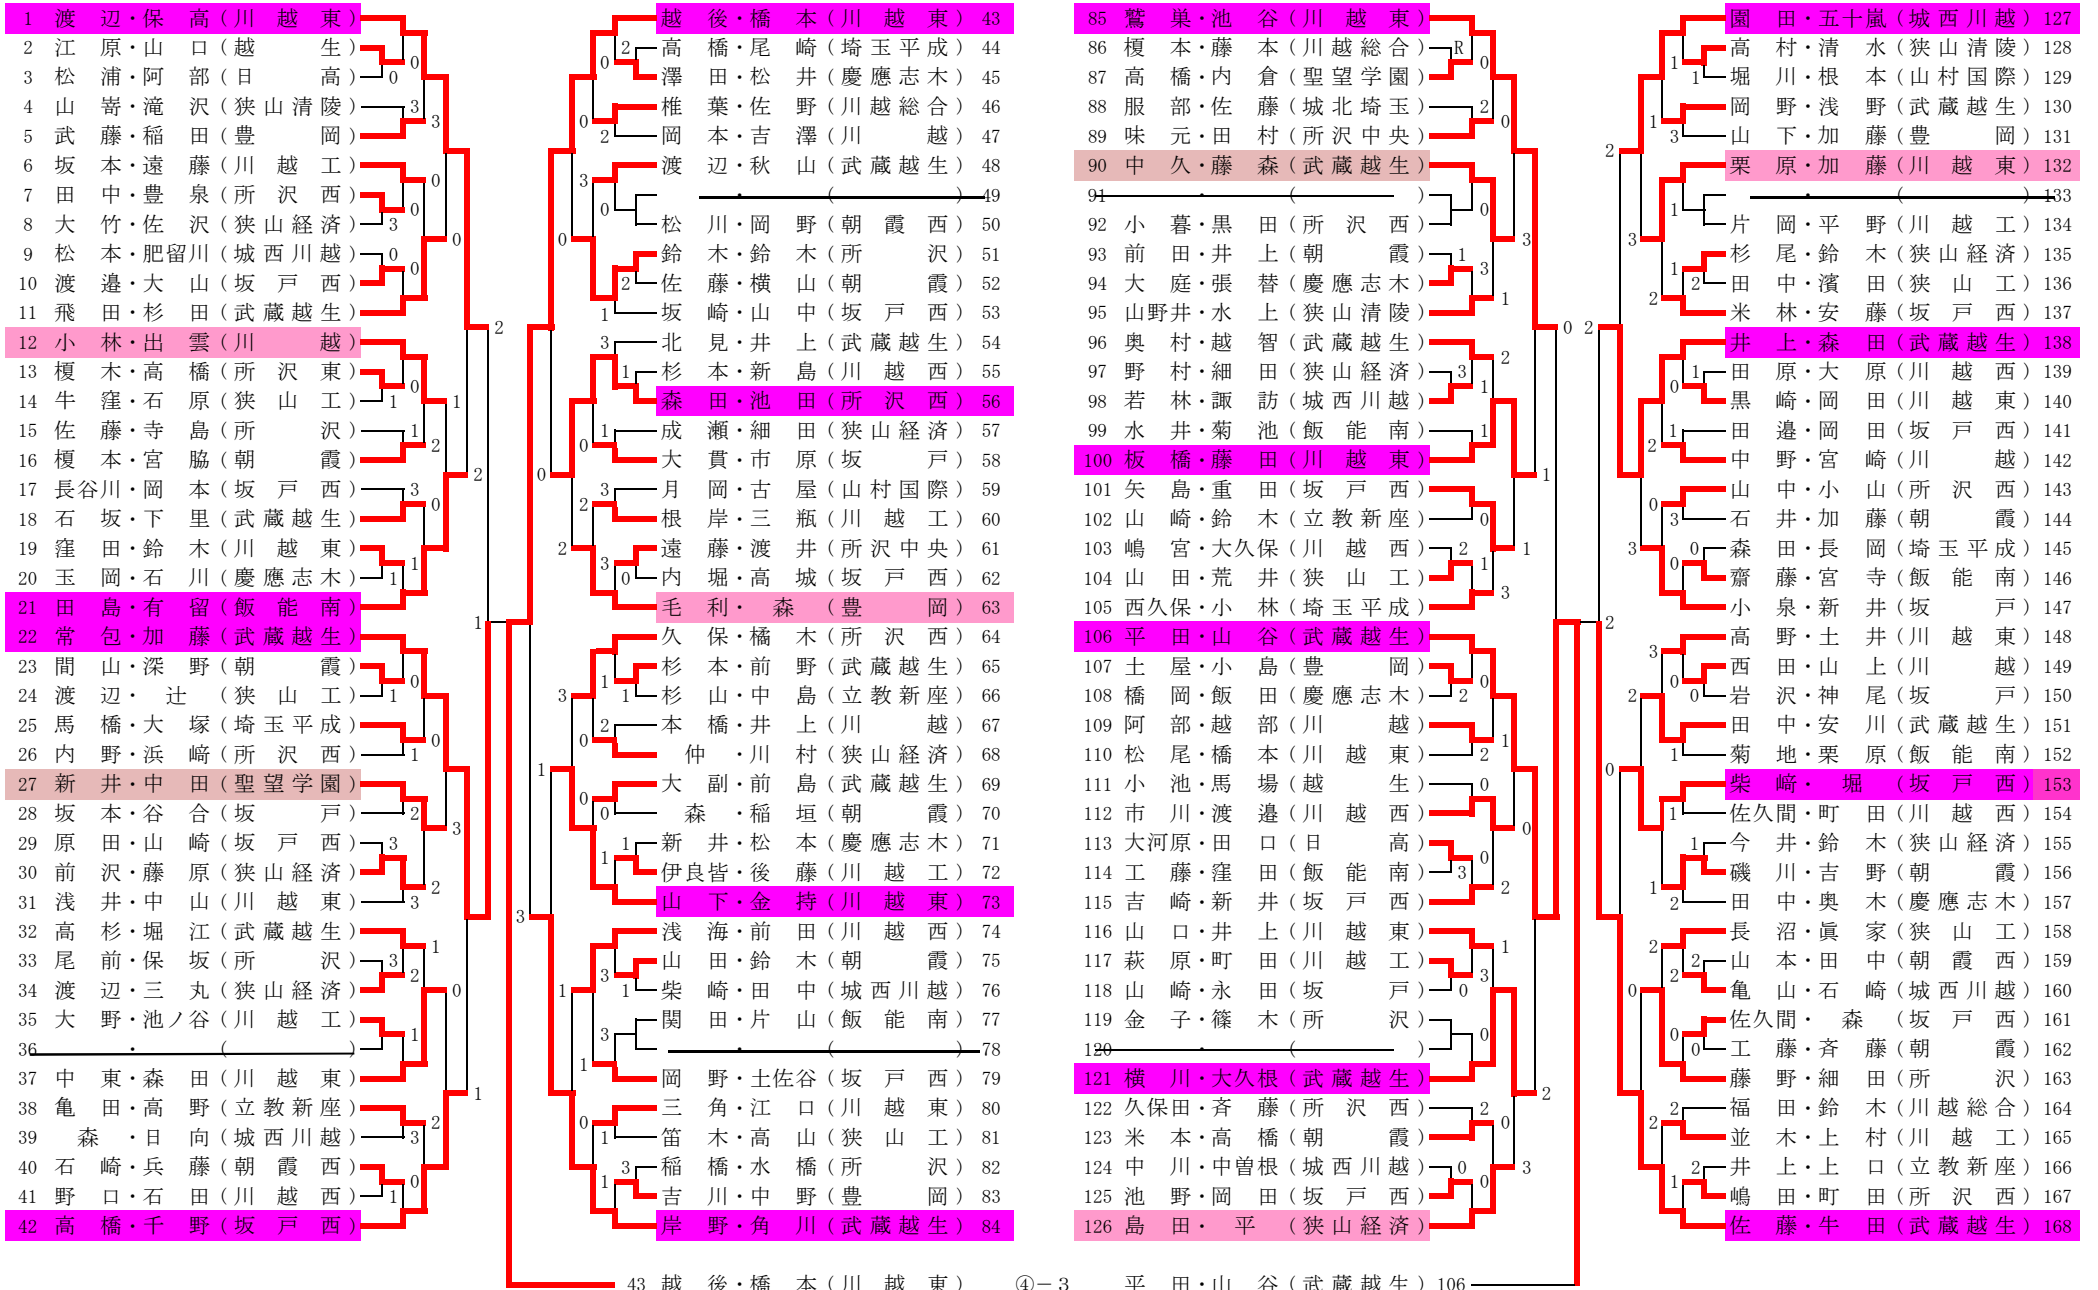 1 渡 辺・保 高(川 越 東)
2 江 原・山 口(越 生)
3 松 浦・阿 部(日 高)
4 山 嵜・滝 沢(狭山清陵)
5 武 藤・稲 田(豊 岡)
6 坂 本・遠 藤(川 越 工)
7 田 中・豊 泉(所 沢 西)
8 大 竹・佐 沢(狭山経済)
9 松 本・肥留川(城西川越)
10 渡 邉・大 山(坂 戸 西)
11 飛 田・杉 田(武蔵越生)
12 小 林・出 雲(川 越)
13 榎 木・高 橋(所 沢 東)
14 牛 窪・石 原(狭 山 工)
15 佐 藤・寺 島(所 沢)
16 榎 本・宮 脇(朝 霞)
17 長谷川・岡 本(坂 戸 西)
18 石 坂・下 里(武蔵越生)
19 窪 田・鈴 木(川 越 東)
20 玉 岡・石 川(慶應志木)
21 田 島・有 留(飯 能 南)
22 常 包・加 藤(武蔵越生)
23 間 山・深 野(朝 霞)
24 渡 辺・ 辻 (狭 山 工)
25 馬 橋・大 塚(埼玉平成)
26 内 野・浜 﨑(所 沢 西)
27 新 井・中 田(聖望学園)
28 坂 本・谷 合(坂 戸)
29 原 田・山 崎(坂 戸 西)
30 前 沢・藤 原(狭山経済)
31 浅 井・中 山(川 越 東)
32 高 杉・堀 江(武蔵越生)
33 尾 前・保 坂(所 沢)
34 渡 辺・三 丸(狭山経済)
35 大 野・池ノ谷(川 越 工)
36 ・ ( )
37 中 東・森 田(川 越 東)
38 亀 田・高 野(立教新座)
39 森 ・日 向(城西川越)
40 石 崎・兵 藤(朝 霞 西)
41 野 口・石 田(川 越 西)
42 高 橋・千 野(坂 戸 西)
越 後・橋 本(川 越 東) 43
高 橋・尾 崎(埼玉平成) 44
澤 田・松 井(慶應志木) 45
椎 葉・佐 野(川越総合) 46
岡 本・吉 澤(川 越) 47
渡 辺・秋 山(武蔵越生) 48
・ ( ) 49
松 川・岡 野(朝 霞 西) 50
鈴 木・鈴 木(所 沢) 51
佐 藤・横 山(朝 霞) 52
坂 崎・山 中(坂 戸 西) 53
北 見・井 上(武蔵越生) 54
杉 本・新 島(川 越 西) 55
森 田・池 田(所 沢 西) 56
成 瀬・細 田(狭山経済) 57
大 貫・市 原(坂 戸) 58
月 岡・古 屋(山村国際) 59
根 岸・三 瓶(川 越 工) 60
遠 藤・渡 井(所沢中央) 61
内 堀・高 城(坂 戸 西) 62
毛 利・ 森 (豊 岡) 63
久 保・橘 木(所 沢 西) 64
杉 本・前 野(武蔵越生) 65
杉 山・中 島(立教新座) 66
本 橋・井 上(川 越) 67
仲 ・川 村(狭山経済) 68
大 副・前 島(武蔵越生) 69
森 ・稲 垣(朝 霞) 70
新 井・松 本(慶應志木) 71
伊良皆・後 藤(川 越 工) 72
山 下・金 持(川 越 東) 73
浅 海・前 田(川 越 西) 74
山 田・鈴 木(朝 霞) 75
柴 崎・田 中(城西川越) 76
関 田・片 山(飯 能 南) 77
・ ( ) 78
岡 野・土佐谷(坂 戸 西) 79
三 角・江 口(川 越 東) 80
笛 木・高 山(狭 山 工) 81
稲 橋・水 橋(所 沢) 82
吉 川・中 野(豊 岡) 83
岸 野・角 川(武蔵越生) 84
85 鷲 巣・池 谷(川 越 東)
86 榎 本・藤 本(川越総合)
87 高 橋・内 倉(聖望学園)
88 服 部・佐 藤(城北埼玉)
89 味 元・田 村(所沢中央)
90 中 久・藤 森(武蔵越生)
91 ・ ( )
92 小 暮・黒 田(所 沢 西)
93 前 田・井 上(朝 霞)
94 大 庭・張 替(慶應志木)
95 山野井・水 上(狭山清陵)
96 奥 村・越 智(武蔵越生)
97 野 村・細 田(狭山経済)
98 若 林・諏 訪(城西川越)
99 水 井・菊 池(飯 能 南)
100 板 橋・藤 田(川 越 東)
101 矢 島・重 田(坂 戸 西)
102 山 崎・鈴 木(立教新座)
103 嶋 宮・大久保(川 越 西)
104 山 田・荒 井(狭 山 工)
105 西久保・小 林(埼玉平成)
106 平 田・山 谷(武蔵越生)
107 土 屋・小 島(豊 岡)
108 橋 岡・飯 田(慶應志木)
109 阿 部・越 部(川 越)
110 松 尾・橋 本(川 越 東)
111 小 池・馬 場(越 生)
112 市 川・渡 邉(川 越 西)
113 大河原・田 口(日 高)
114 工 藤・窪 田(飯 能 南)
115 吉 崎・新 井(坂 戸 西)
116 山 口・井 上(川 越 東)
117 萩 原・町 田(川 越 工)
118 山 崎・永 田(坂 戸)
119 金 子・篠 木(所 沢)
120 ・ ( )
121 横 川・大久根(武蔵越生)
122 久保田・斉 藤(所 沢 西)
123 米 本・高 橋(朝 霞)
124 中 川・中曽根(城西川越)
125 池 野・岡 田(坂 戸 西)
126 島 田・ 平 (狭山経済)
園 田・五十嵐(城西川越) 127
高 村・清 水(狭山清陵) 128
堀 川・根 本(山村国際) 129
岡 野・浅 野(武蔵越生) 130
山 下・加 藤(豊 岡) 131
栗 原・加 藤(川 越 東) 132
・ ( ) 133
片 岡・平 野(川 越 工) 134
杉 尾・鈴 木(狭山経済) 135
田 中・濱 田(狭 山 工) 136
米 林・安 藤(坂 戸 西) 137
井 上・森 田(武蔵越生) 138
田 原・大 原(川 越 西) 139
黒 崎・岡 田(川 越 東) 140
田 邉・岡 田(坂 戸 西) 141
中 野・宮 崎(川 越) 142
山 中・小 山(所 沢 西) 143
石 井・加 藤(朝 霞) 144
森 田・長 岡(埼玉平成) 145
齋 藤・宮 寺(飯 能 南) 146
小 泉・新 井(坂 戸) 147
高 野・土 井(川 越 東) 148
西 田・山 上(川 越) 149
岩 沢・神 尾(坂 戸) 150
田 中・安 川(武蔵越生) 151
菊 地・栗 原(飯 能 南) 152
柴 﨑・ 堀 (坂 戸 西) 153
佐久間・町 田(川 越 西) 154
今 井・鈴 木(狭山経済) 155
磯 川・吉 野(朝 霞) 156
田 中・奥 木(慶應志木) 157
長 沼・眞 家(狭 山 工) 158
山 本・田 中(朝 霞 西) 159
亀 山・石 崎(城西川越) 160
佐久間・ 森 (坂 戸 西) 161
工 藤・斉 藤(朝 霞) 162
藤 野・細 田(所 沢) 163
福 田・鈴 木(川越総合) 164
並 木・上 村(川 越 工) 165
井 上・上 口(立教新座) 166
嶋 田・町 田(所 沢 西) 167
佐 藤・牛 田(武蔵越生) 168
43 越 後・橋 本(川 越 東) ④－3 平 田・山 谷(武蔵越生) 106